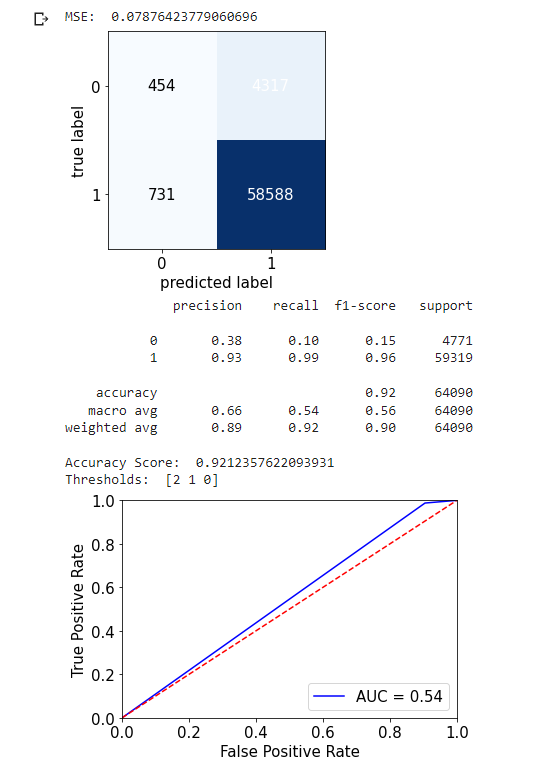 MSE:  0.07876423779060696
0
454
4317
true label
1
731
58588
0 1
predicted label
precision recall f1-score support
0 0.38 0.10 0.15 4771
1 0.93 0.99 0.96 59319
accuracy 0.92 64090
macro avg 0.66 0.54 0.56 64090
weighted avg 0.89 0.92 0.90 64090
Accuracy Score:  0.9212357622093931
Thresholds:  [2 1 0]
1.0
0.8
0.6
0.4
0.2
0.0
True Positive Rate
AUC = 0.54
0.0 0.2 0.4 0.6 0.8 1.0
False Positive Rate